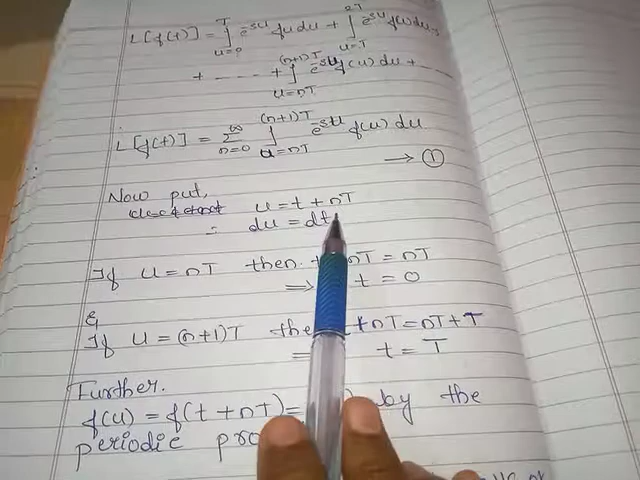 L[f(t)] = ∫_{u=0}^{T} e^{-su} f(u) du + ∫_{u=T}^{2T} e^{-su} f(u) du
+ ---- + ∫_{u=nT}^{(n+1)T} e^{-su} f(u) du + ---
L[f(t)] = Σ_{n=0}^{∞} ∫_{u=nT}^{(n+1)T} e^{-su} f(u) du
→ ①
Now put, u = t + nT
∴ du = dt
If u = nT then nT = nT
⇒ t = 0
&
If u = (n+1)T the + nT = nT + T
t = T
Further.
f(u) = f(t + nT) = by the
periodic